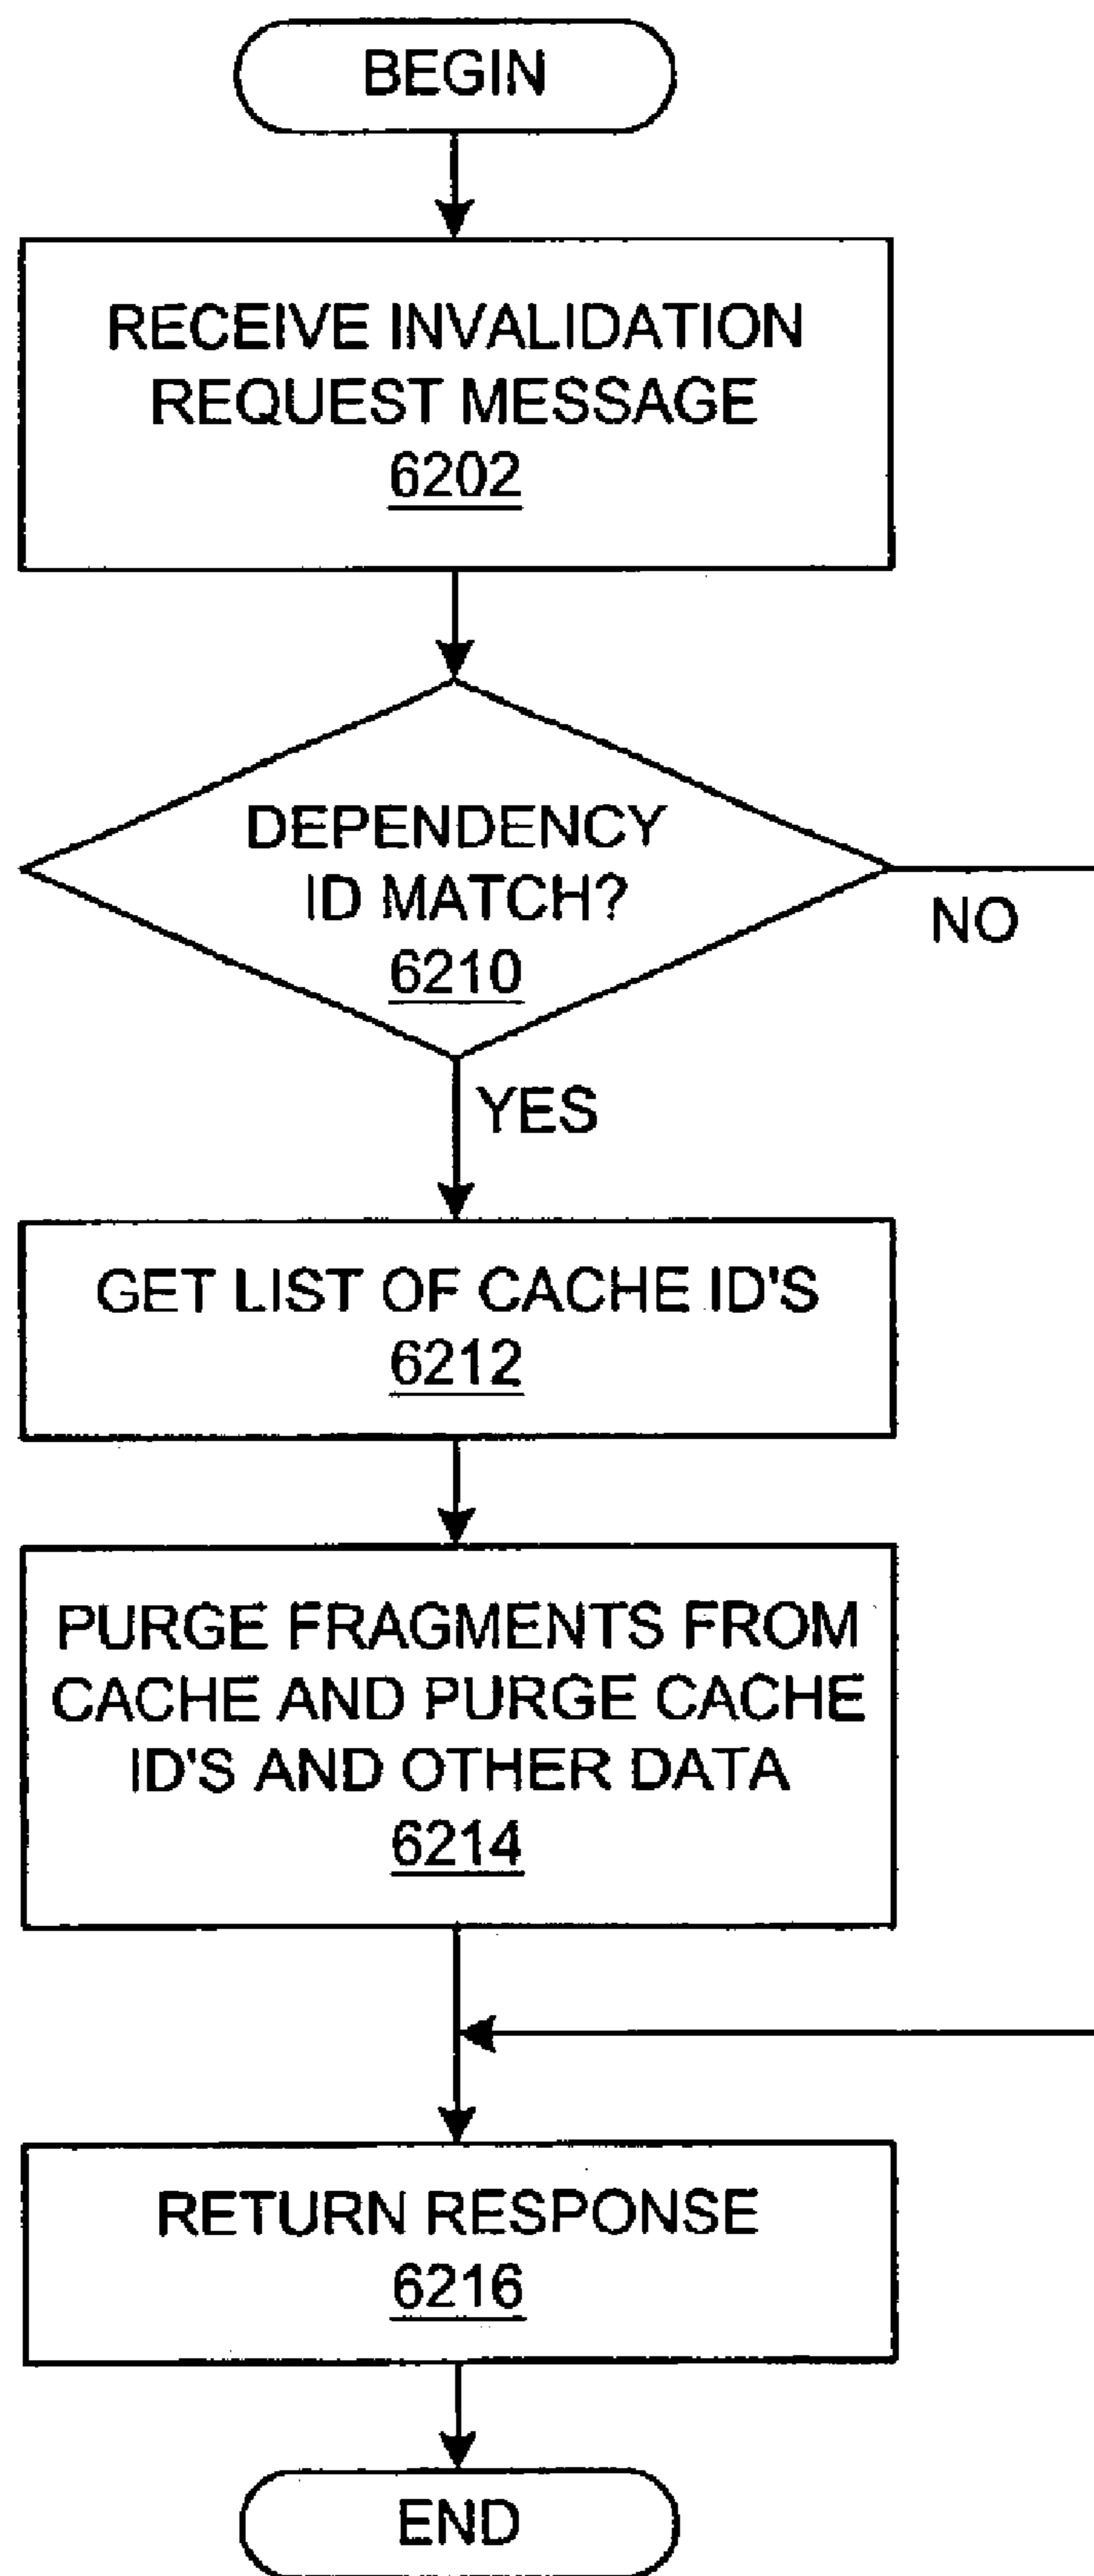 BEGIN
RECEIVE INVALIDATION
REQUEST MESSAGE
6202
DEPENDENCY
ID MATCH?
6210
NO
YES
GET LIST OF CACHE ID'S
6212
PURGE FRAGMENTS FROM
CACHE AND PURGE CACHE
ID'S AND OTHER DATA
6214
RETURN RESPONSE
6216
END